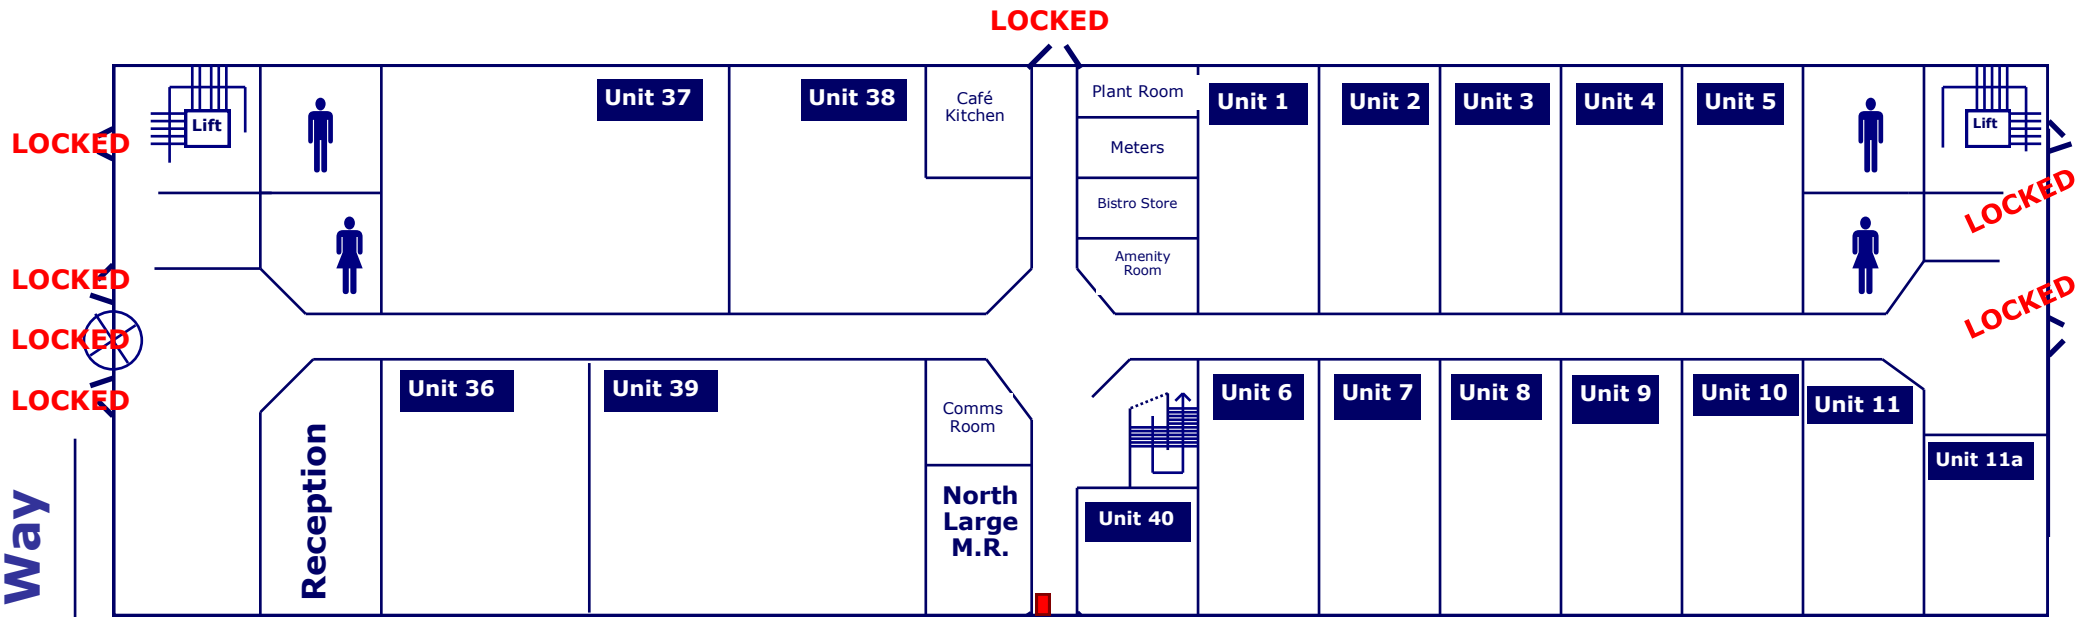 LOCKED
Unit 37
Unit 38
Café
Kitchen
Plant Room
Unit 1
Unit 2
Unit 3
Unit 4
Unit 5
Lift
Lift
LOCKED
Meters
LOCKED
Bistro Store
Amenity
Room
LOCKED
LOCKED
LOCKED
LOCKED
Unit 36
Unit 39
Comms
Room
Unit 6
Unit 7
Unit 8
Unit 9
Unit 10
Unit 11
Unit 11a
Reception
North
Large
M.R.
Unit 40
Way